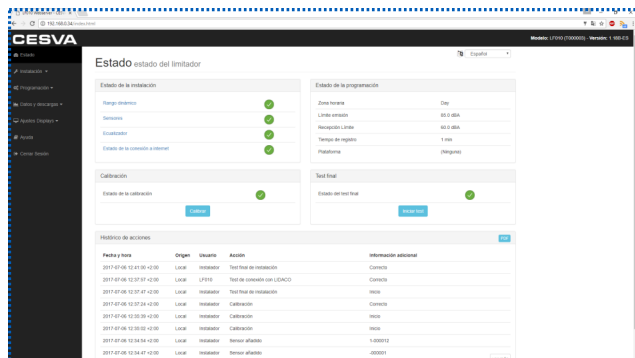 192.168.0.34/index.html
CESVA
Modelo: LF010 (T000000) - Versión: 1.160-ES
Estado
Español
Instalación
Programación
Datos y descargas
Ajustes Displays
Ayuda
Cerrar Sesión
Estado estado del limitador
Estado de la instalación
Rango dinámico
Sensores
Ecualizador
Estado de la conexión a internet
Estado de la programación
Zona horaria Day
Límite emisión 85.0 dBA
Recepción Límite 60.0 dBA
Tiempo de registro 1 min
Plataforma (Ninguna)
Calibración
Estado de la calibración
Calibrar
Test final
Estado del test final
Iniciar test
Histórico de acciones
PDF
Fecha y hora Origen Usuario Acción Información adicional
2017-07-06 12:41:00 +2:00 Local Instalador Test final de instalación Correcto
2017-07-06 12:37:57 +2:00 Local LF010 Test de conexión con LIDACO Correcto
2017-07-06 12:37:47 +2:00 Local Instalador Test final de instalación Inicio
2017-07-06 12:37:24 +2:00 Local Instalador Calibración Correcto
2017-07-06 12:30:39 +2:00 Local Instalador Calibración Inicio
2017-07-06 12:30:02 +2:00 Local Instalador Calibración Inicio
2017-07-06 12:34:54 +2:00 Local Instalador Sensor añadido 1-000012
2017-07-06 12:34:47 +2:00 Local Instalador Sensor añadido -000001